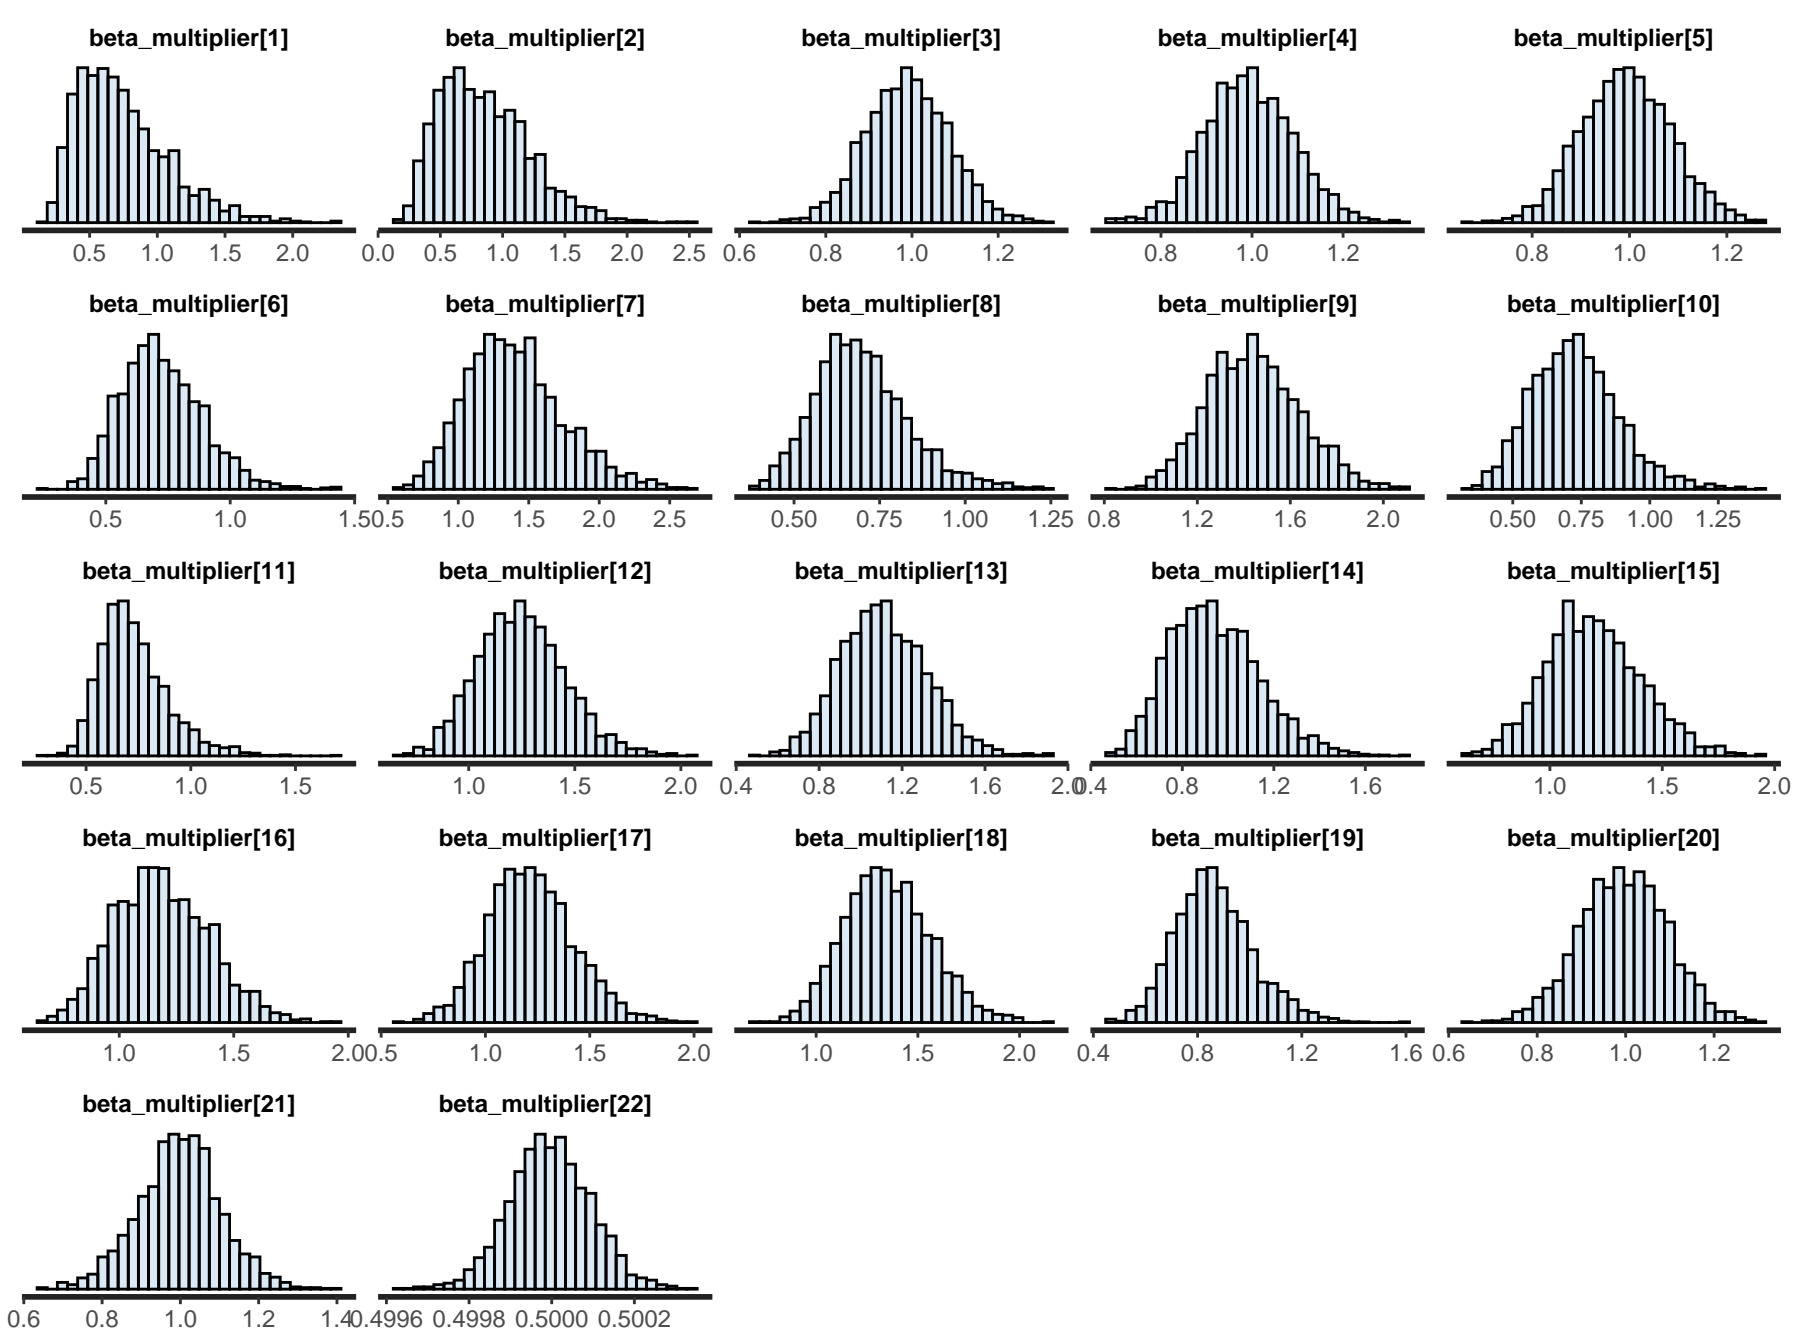 beta_multiplier[1] beta_multiplier[2] beta_multiplier[3] beta_multiplier[4] beta_multiplier[5]
0.5 1.0 1.5 2.0 0.0 0.5 1.0 1.5 2.0 2.5 0.6 0.8 1.0 1.2 0.8 1.0 1.2 0.8 1.0 1.2
beta_multiplier[6] beta_multiplier[7] beta_multiplier[8] beta_multiplier[9] beta_multiplier[10]
0.5 1.0 1.5 0.5 1.0 1.5 2.0 2.5 0.50 0.75 1.00 1.25 0.8 1.2 1.6 2.0 0.50 0.75 1.00 1.25
beta_multiplier[11] beta_multiplier[12] beta_multiplier[13] beta_multiplier[14] beta_multiplier[15]
0.5 1.0 1.5 1.0 1.5 2.0 0.4 0.8 1.2 1.6 2.0 0.4 0.8 1.2 1.6 1.0 1.5 2.0
beta_multiplier[16] beta_multiplier[17] beta_multiplier[18] beta_multiplier[19] beta_multiplier[20]
1.0 1.5 2.0 0.5 1.0 1.5 2.0 1.0 1.5 2.0 0.4 0.8 1.2 1.6 0.6 0.8 1.0 1.2
beta_multiplier[21] beta_multiplier[22]
0.6 0.8 1.0 1.2 1.4 0.4996 0.4998 0.5000 0.5002